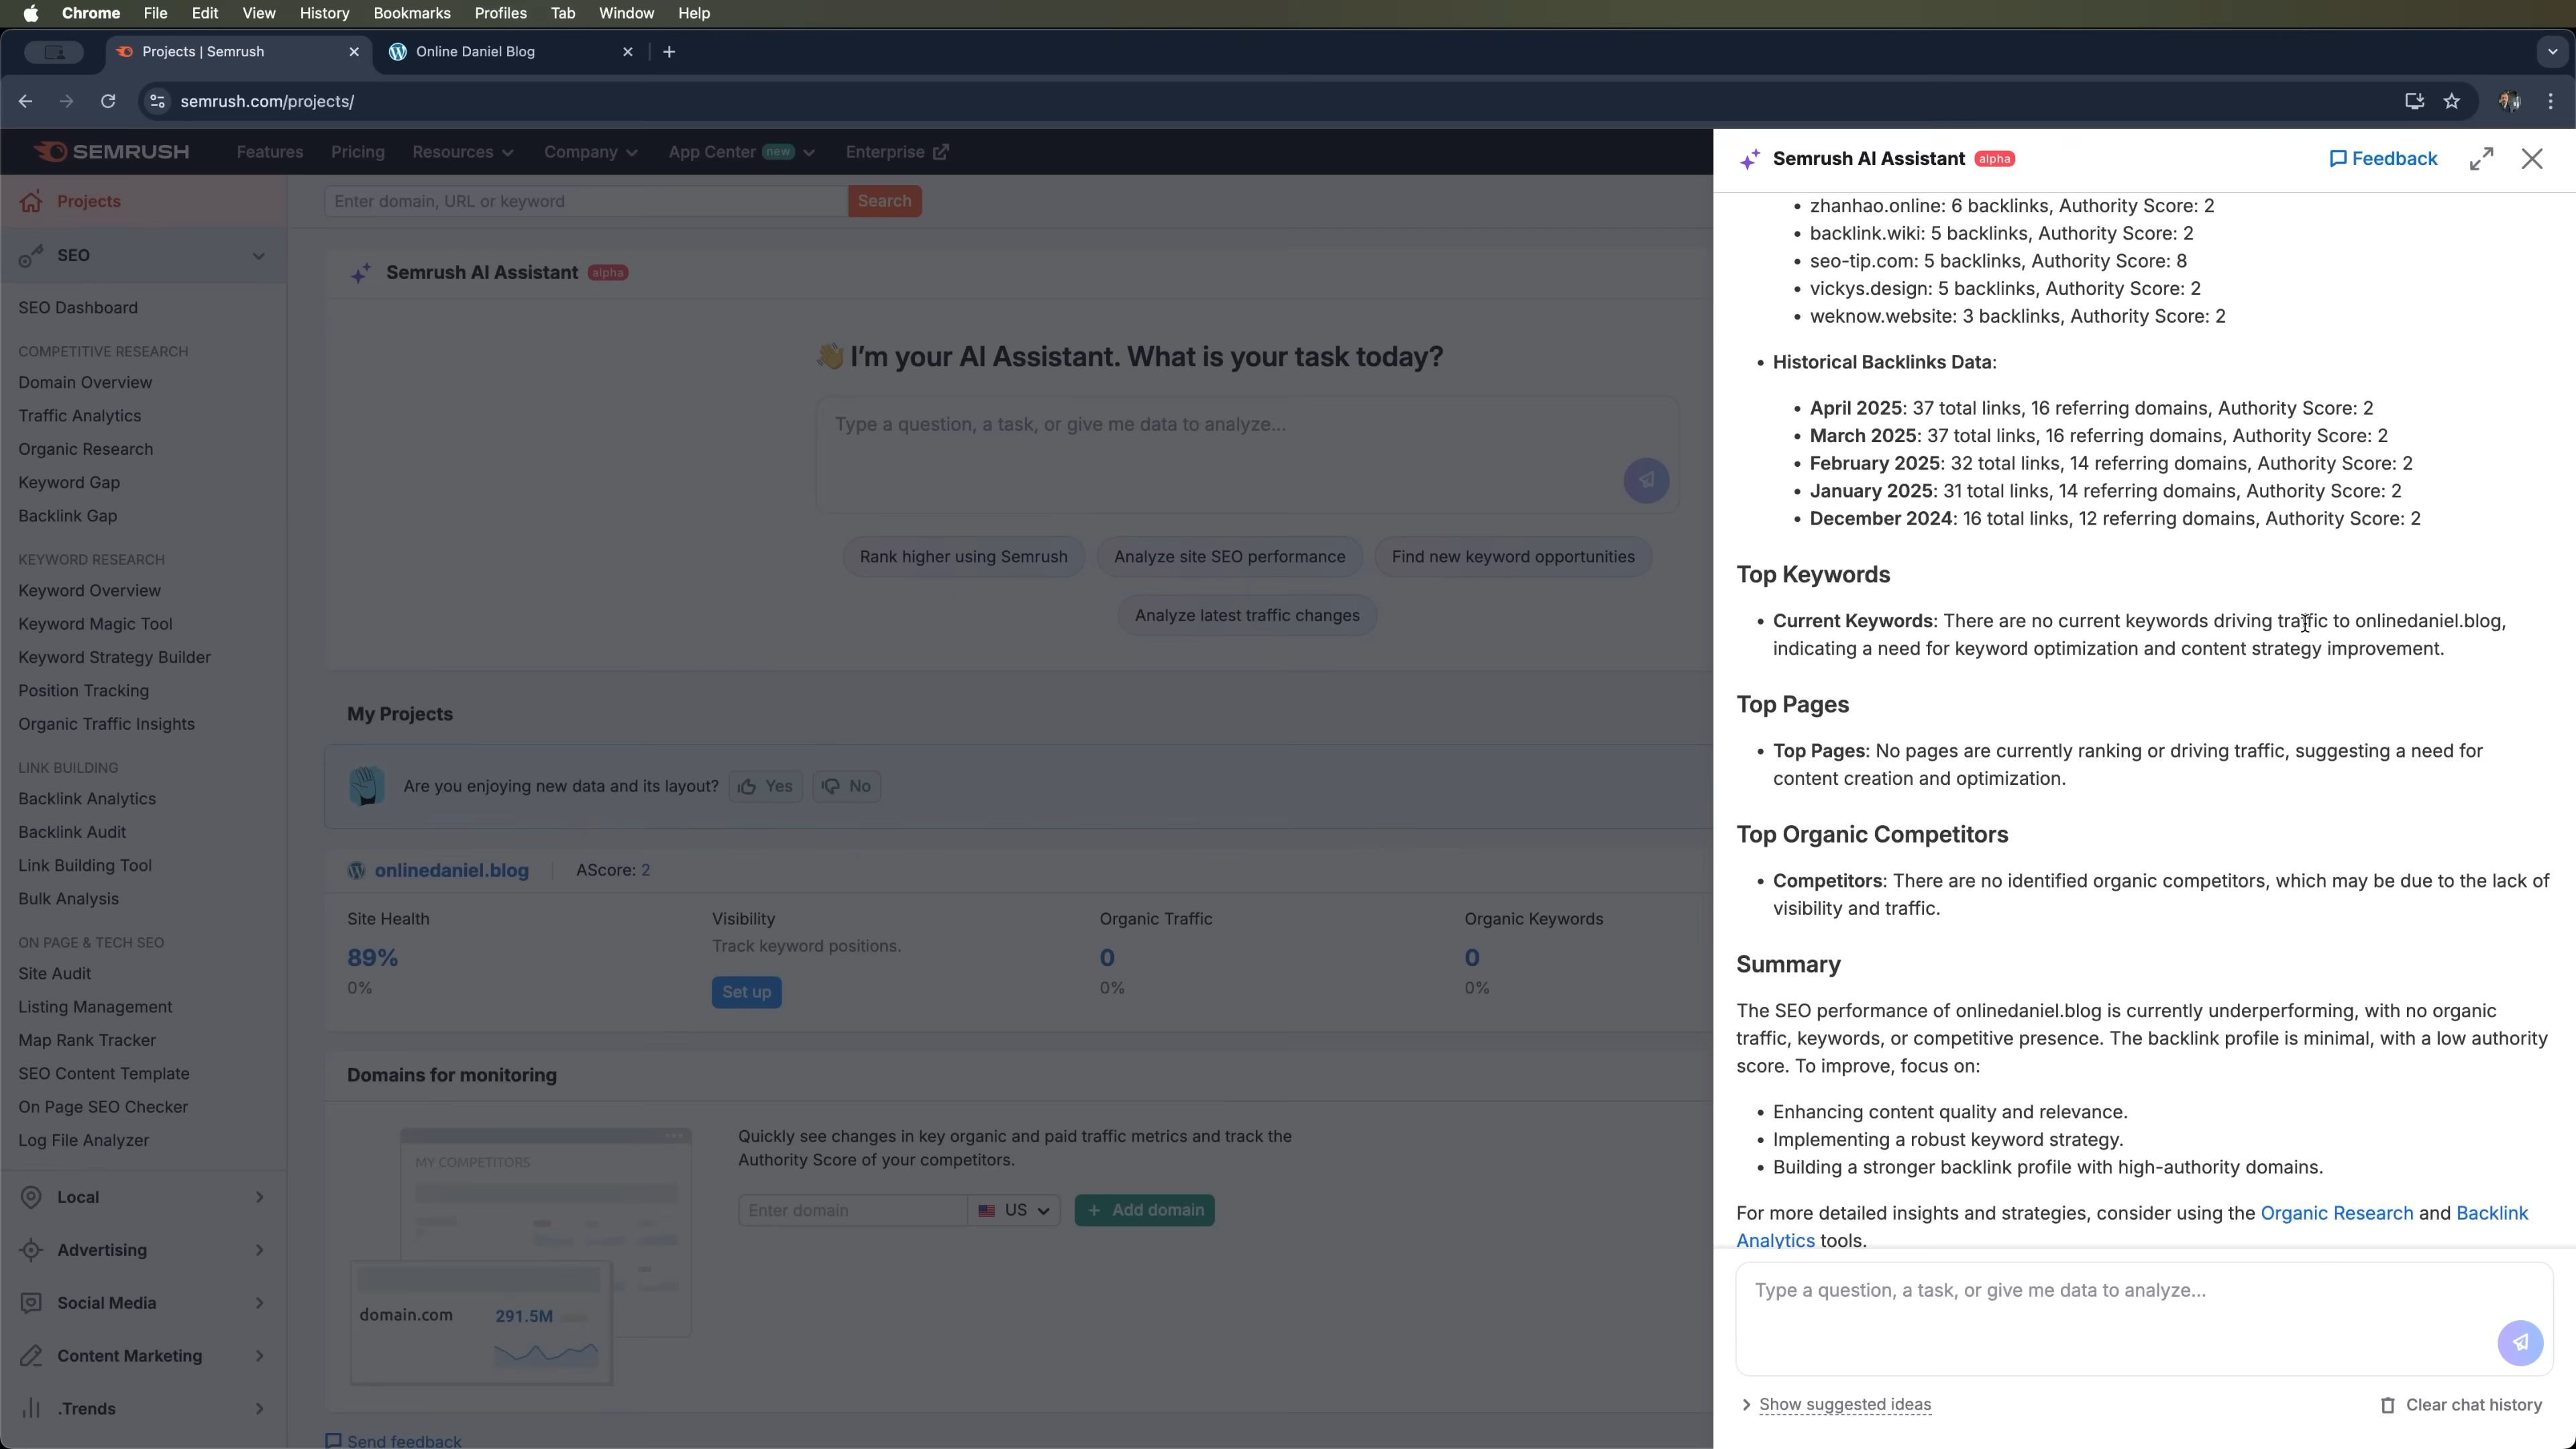 Chrome File Edit View History Bookmarks Profiles Tab Window Help
Projects | Semrush
Online Daniel Blog
semrush.com/projects/
SEMRUSH
Features Pricing Resources Company App Center new Enterprise
Projects
SEO
SEO Dashboard
COMPETITIVE RESEARCH
Domain Overview
Traffic Analytics
Organic Research
Keyword Gap
Backlink Gap
KEYWORD RESEARCH
Keyword Overview
Keyword Magic Tool
Keyword Strategy Builder
Position Tracking
Organic Traffic Insights
LINK BUILDING
Backlink Analytics
Backlink Audit
Link Building Tool
Bulk Analysis
ON PAGE & TECH SEO
Site Audit
Listing Management
Map Rank Tracker
SEO Content Template
On Page SEO Checker
Log File Analyzer
Local
Advertising
Social Media
Content Marketing
.Trends
Enter domain, URL or keyword
Search
Semrush AI Assistant alpha
👋 I'm your AI Assistant. What is your task today?
Type a question, a task, or give me data to analyze...
Rank higher using Semrush
Analyze site SEO performance
Find new keyword opportunities
Analyze latest traffic changes
My Projects
Are you enjoying new data and its layout? Yes No
onlinedaniel.blog AScore: 2
Site Health
89%
0%
Visibility
Track keyword positions.
Set up
Organic Traffic
0
0%
Organic Keywords
0
0%
Domains for monitoring
MY COMPETITORS
domain.com 291.5M
Quickly see changes in key organic and paid traffic metrics and track the
Authority Score of your competitors.
Enter domain
US
+ Add domain
Send feedback
Semrush AI Assistant alpha
Feedback
• zhanhao.online: 6 backlinks, Authority Score: 2
• backlink.wiki: 5 backlinks, Authority Score: 2
• seo-tip.com: 5 backlinks, Authority Score: 8
• vickys.design: 5 backlinks, Authority Score: 2
• weknow.website: 3 backlinks, Authority Score: 2
• Historical Backlinks Data:
• April 2025: 37 total links, 16 referring domains, Authority Score: 2
• March 2025: 37 total links, 16 referring domains, Authority Score: 2
• February 2025: 32 total links, 14 referring domains, Authority Score: 2
• January 2025: 31 total links, 14 referring domains, Authority Score: 2
• December 2024: 16 total links, 12 referring domains, Authority Score: 2
Top Keywords
• Current Keywords: There are no current keywords driving traffic to onlinedaniel.blog,
indicating a need for keyword optimization and content strategy improvement.
Top Pages
• Top Pages: No pages are currently ranking or driving traffic, suggesting a need for
content creation and optimization.
Top Organic Competitors
• Competitors: There are no identified organic competitors, which may be due to the lack of
visibility and traffic.
Summary
The SEO performance of onlinedaniel.blog is currently underperforming, with no organic
traffic, keywords, or competitive presence. The backlink profile is minimal, with a low authority
score. To improve, focus on:
• Enhancing content quality and relevance.
• Implementing a robust keyword strategy.
• Building a stronger backlink profile with high-authority domains.
For more detailed insights and strategies, consider using the Organic Research and Backlink
Analytics tools.
Type a question, a task, or give me data to analyze...
Show suggested ideas
Clear chat history